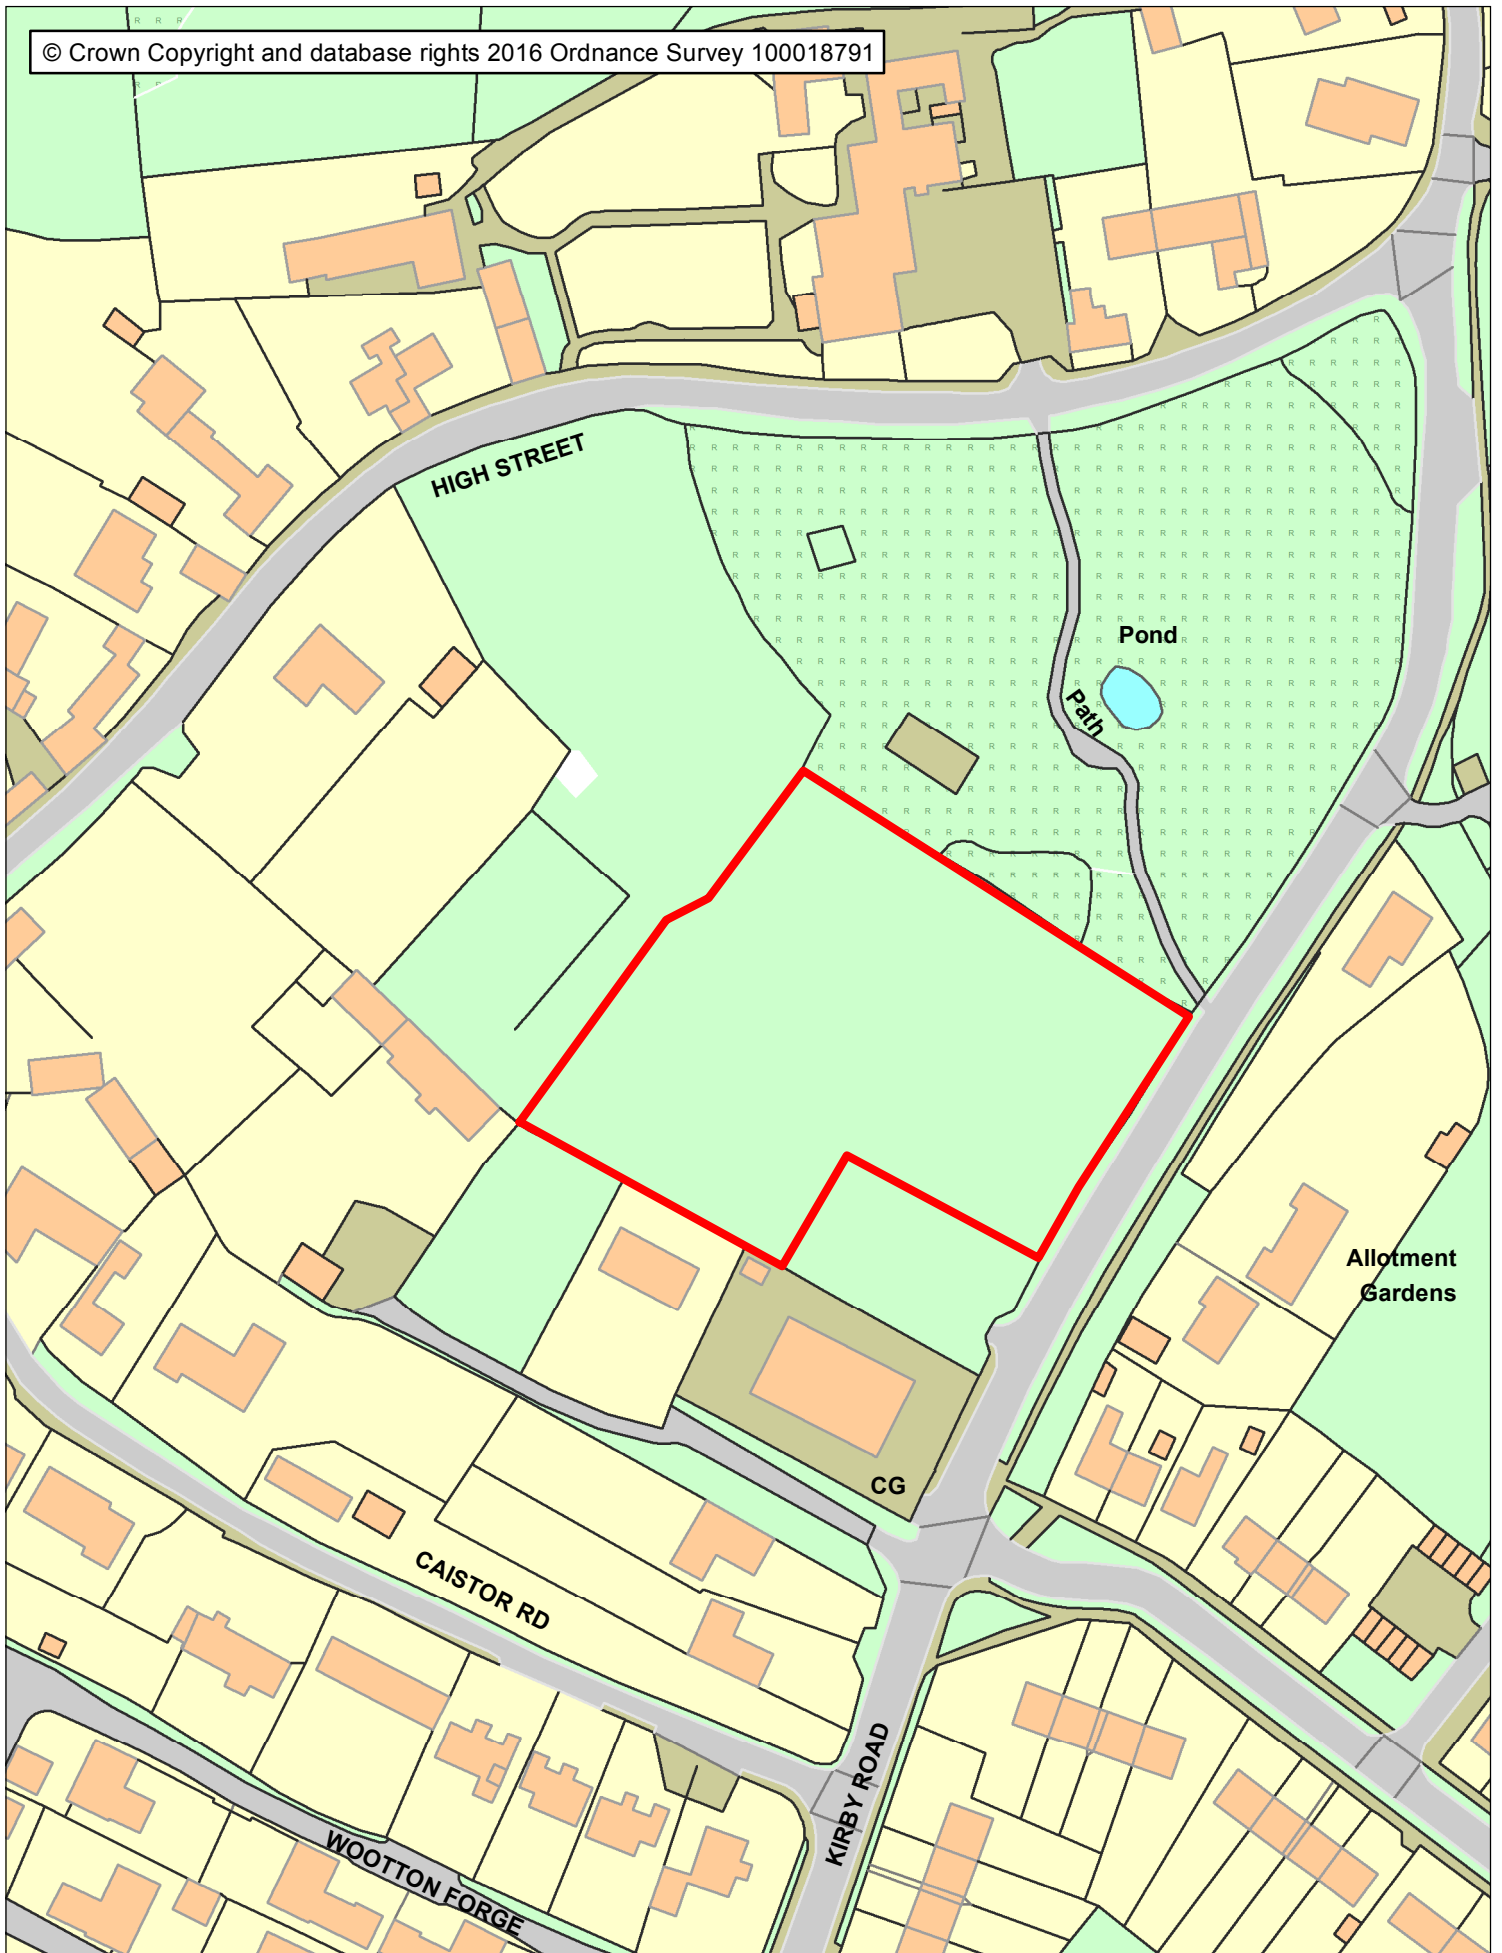 © Crown Copyright and database rights 2016 Ordnance Survey 100018791
HIGH STREET
Pond
Path
Allotment
Gardens
CG
CAISTOR RD
KIRBY ROAD
WOOTTON FORGE